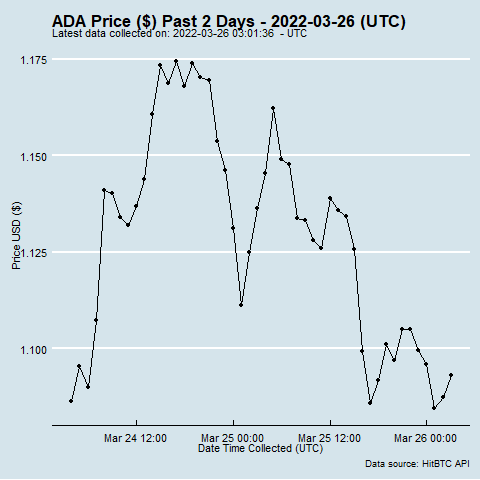 ADA Price ($) Past 2 Days - 2022-03-26 (UTC)
Latest data collected on: 2022-03-26 03:01:36 - UTC
1.175
1.150
1.125
1.100
Price USD ($)
Mar 24 12:00
Mar 25 00:00
Mar 25 12:00
Mar 26 00:00
Date Time Collected (UTC)
Data source: HitBTC API